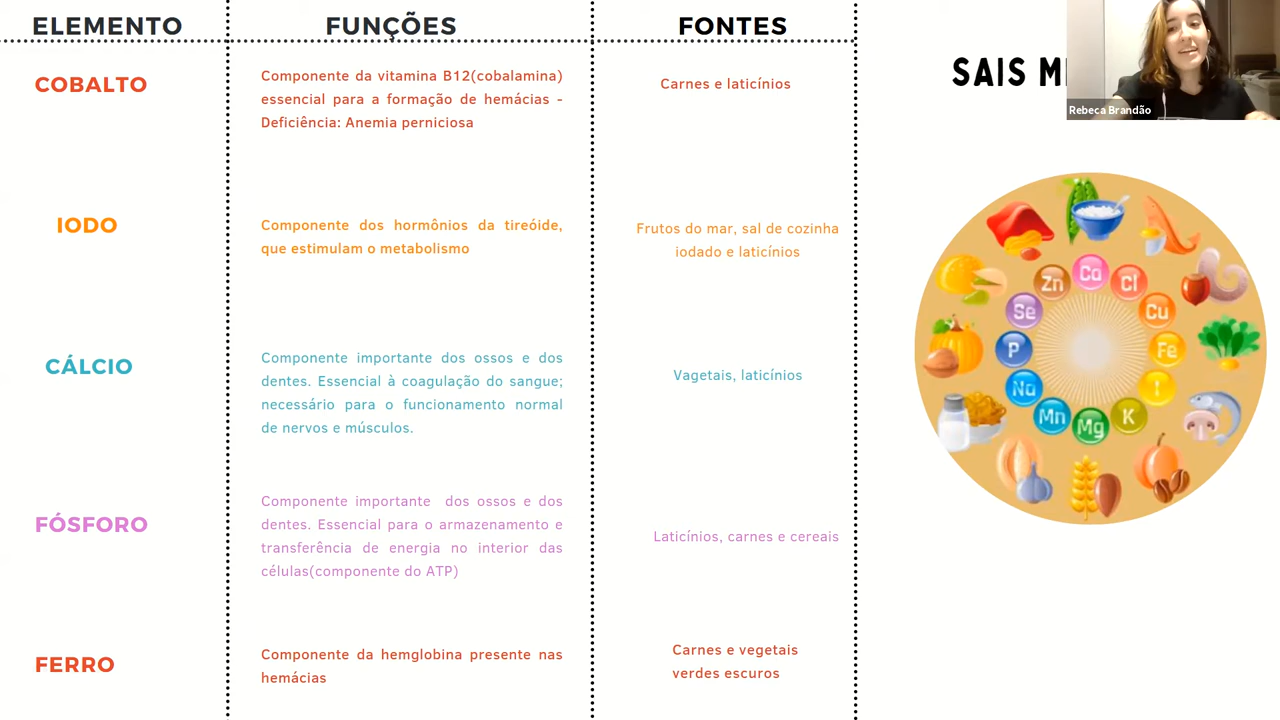 ELEMENTO
FUNÇÕES
FONTES
COBALTO
Componente da vitamina B12(cobalamina)
essencial para a formação de hemácias -
Deficiência: Anemia perniciosa
Carnes e laticínios
IODO
Componente dos hormônios da tireóide,
que estimulam o metabolismo
Frutos do mar, sal de cozinha
iodado e laticínios
CÁLCIO
Componente importante dos ossos e dos
dentes. Essencial à coagulação do sangue;
necessário para o funcionamento normal
de nervos e músculos.
Vegetais, laticínios
FÓSFORO
Componente importante dos ossos e dos
dentes. Essencial para o armazenamento e
transferência de energia no interior das
células(componente do ATP)
Laticínios, carnes e cereais
FERRO
Componente da hemglobina presente nas
hemácias
Carnes e vegetais
verdes escuros
SAIS
Rebeca Brandão
Ca
Cl
Cu
Fe
I
K
Mg
Mn
Na
P
Se
Zn